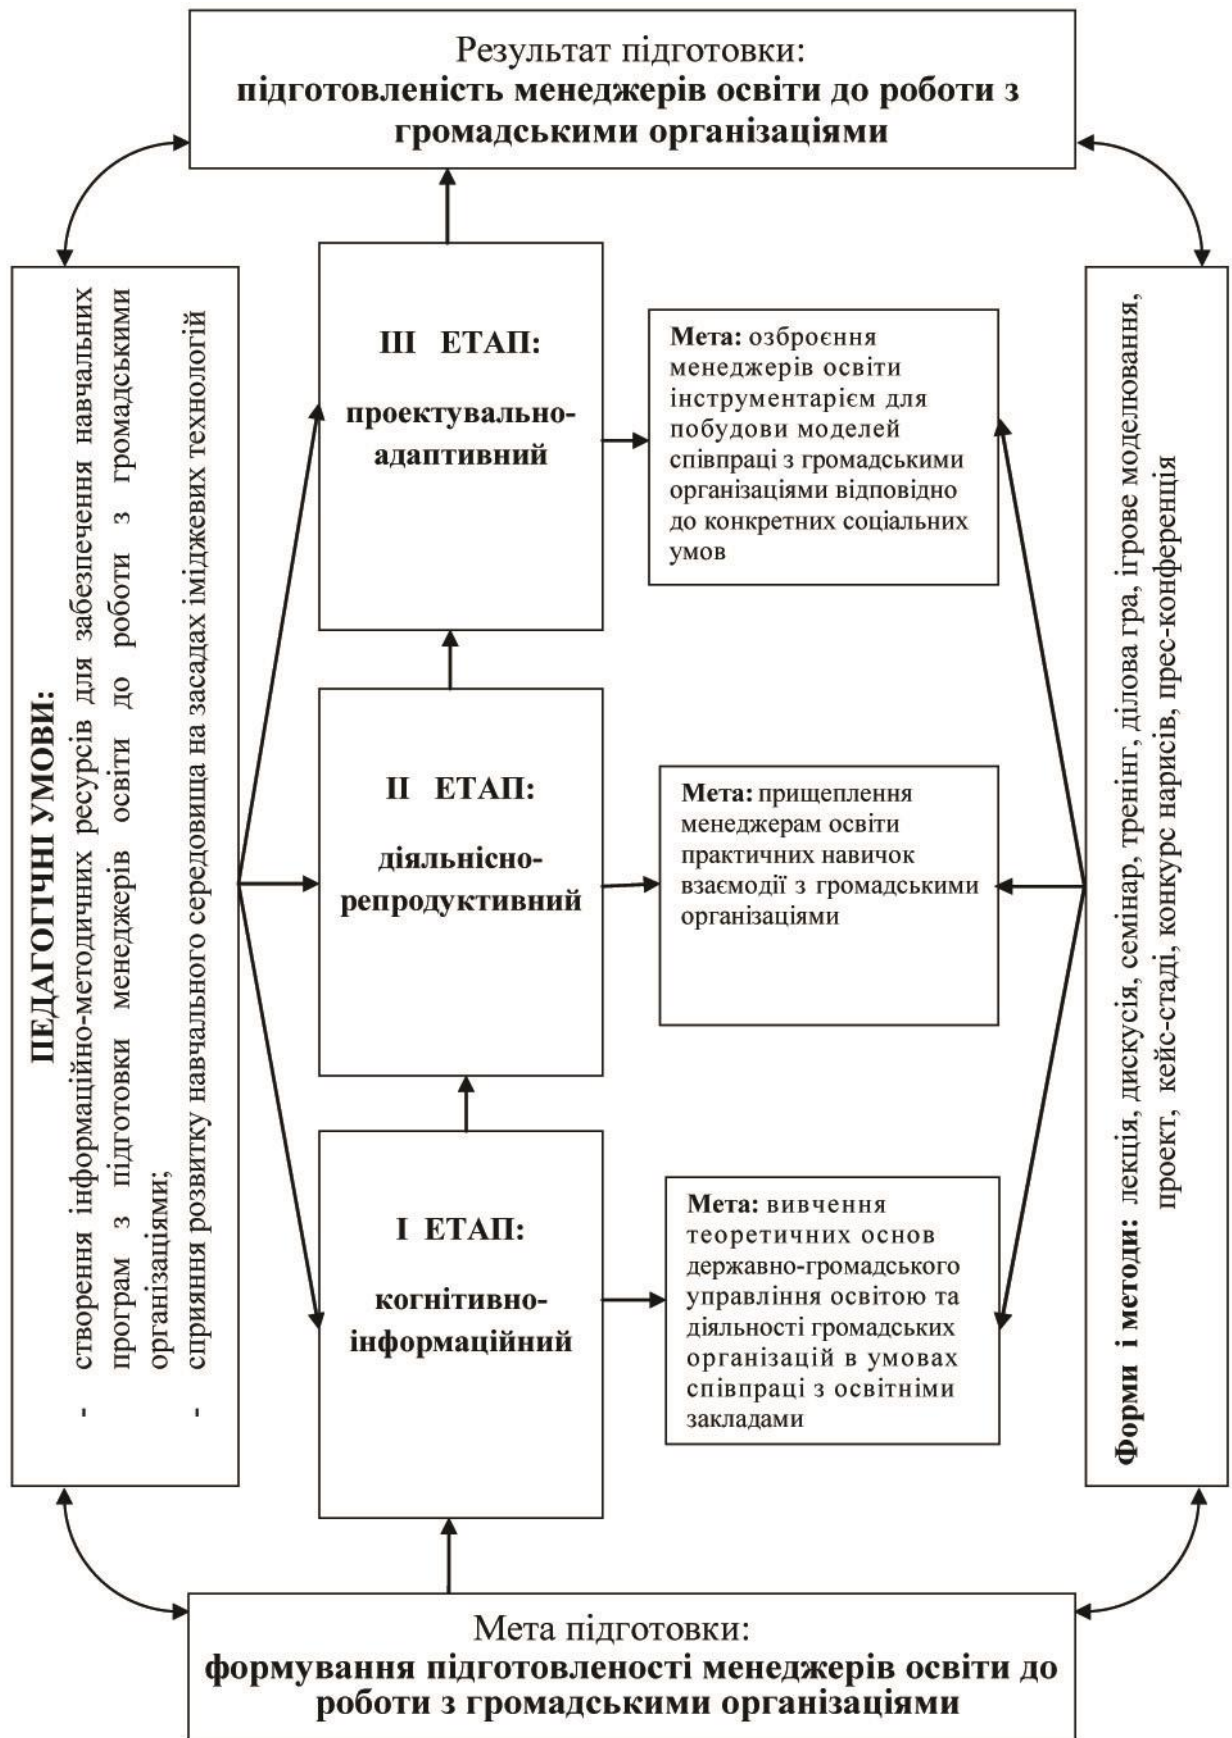 Результат підготовки:
підготовленість менеджерів освіти до роботи з
громадськими організаціями
ПЕДАГОГІЧНІ УМОВИ:
- створення інформаційно-методичних ресурсів для забезпечення навчальних
програм з підготовки менеджерів освіти до роботи з громадськими
організаціями;
- сприяння розвитку навчального середовища на засадах іміджевих технологій
ІІІ ЕТАП:
проектувально-
адаптивний
Мета: озброєння
менеджерів освіти
інструментарієм для
побудови моделей
співпраці з громадськими
організаціями відповідно
до конкретних соціальних
умов
ІІ ЕТАП:
діяльнісно-
репродуктивний
Мета: прищеплення
менеджерам освіти
практичних навичок
взаємодії з громадськими
організаціями
І ЕТАП:
когнітивно-
інформаційний
Мета: вивчення
теоретичних основ
державно-громадського
управління освітою та
діяльності громадських
організацій в умовах
співпраці з освітніми
закладами
Форми і методи: лекція, дискусія, семінар, тренінг, ділова гра, ігрове моделювання,
проект, кейс-стаді, конкурс нарисів, прес-конференція
Мета підготовки:
формування підготовленості менеджерів освіти до
роботи з громадськими організаціями